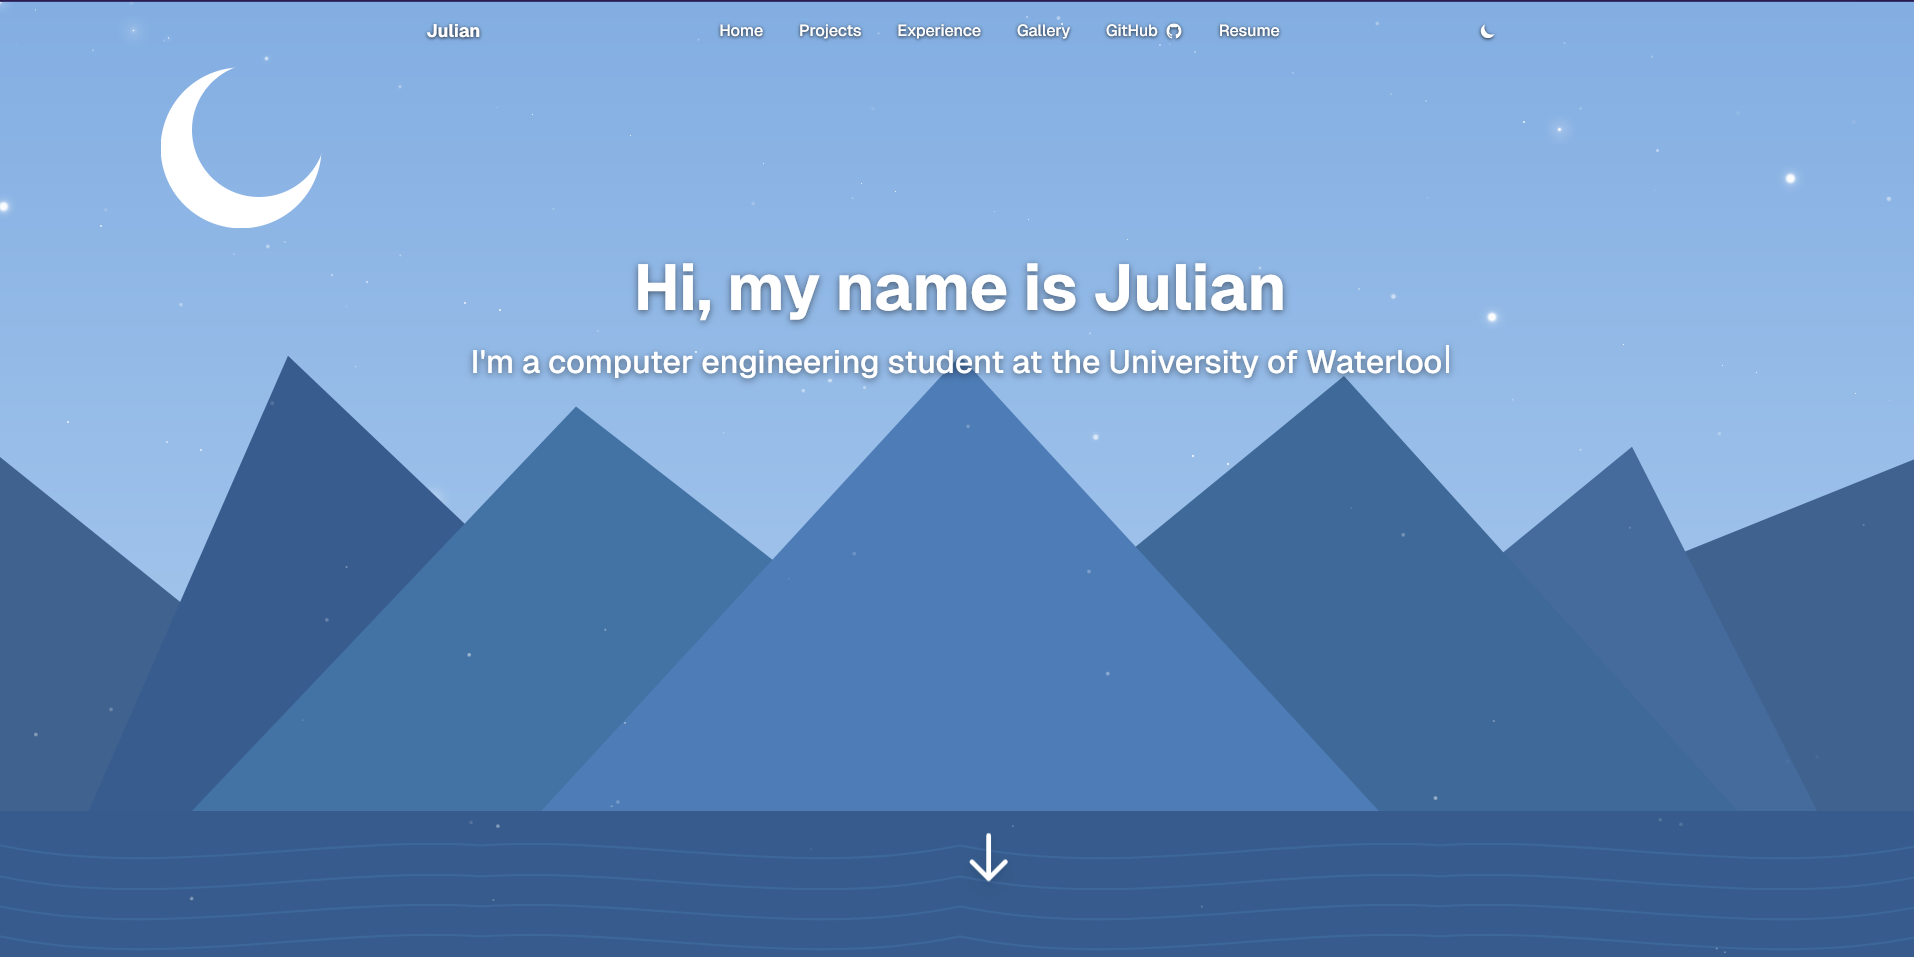 Julian Home Projects Experience Gallery GitHub Resume
Hi, my name is Julian
I'm a computer engineering student at the University of Waterloo